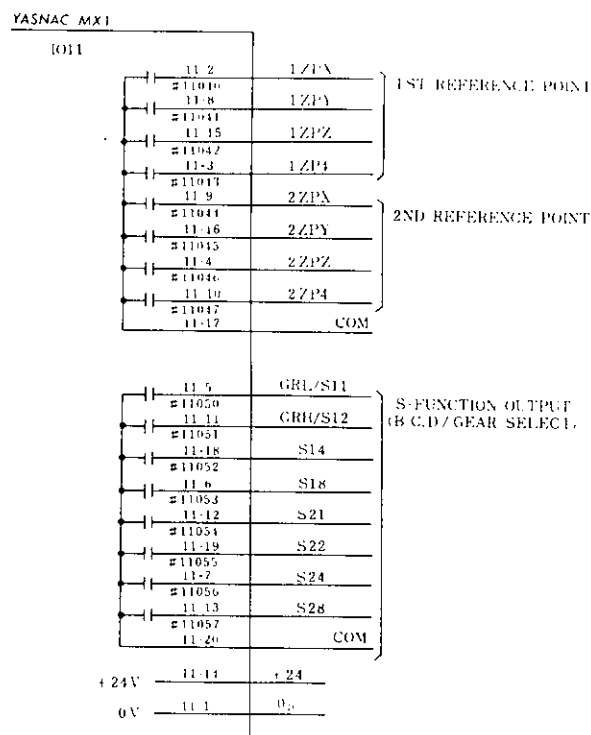 YASNAC MX1
IO11
11-2 1ZPX
#11040
11-8 1ZPY
#11041
11-15 1ZPZ
#11042
11-3 1ZP4
#11043
1ST REFERENCE POINT
11-9 2ZPX
#11044
11-16 2ZPY
#11045
11-4 2ZPZ
#11046
11-10 2ZP4
#11047
2ND REFERENCE POINT
11-17 COM
11-5 GRL/S11
#11050
11-11 GRH/S12
#11051
11-18 S14
#11052
11-6 S18
#11053
11-12 S21
#11054
11-19 S22
#11055
11-7 S24
#11056
11-13 S28
#11057
11-20 COM
S-FUNCTION OUTPUT
(B.C.D/GEAR SELECT)
+24V 11-14 +24
0V 11-1